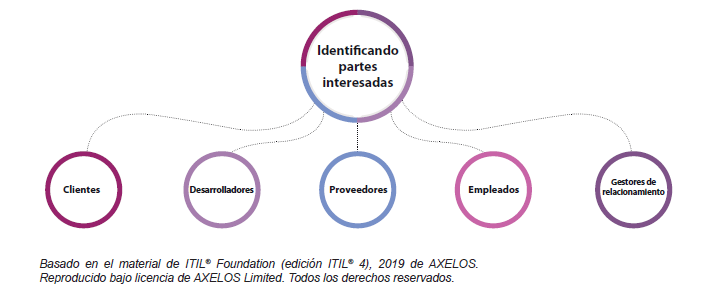 Identificando
partes
interesadas
Clientes
Desarrolladores
Proveedores
Empleados
Gestores de
relacionamiento
Basado en el material de ITIL® Foundation (edición ITIL® 4), 2019 de AXELOS.
Reproducido bajo licencia de AXELOS Limited. Todos los derechos reservados.